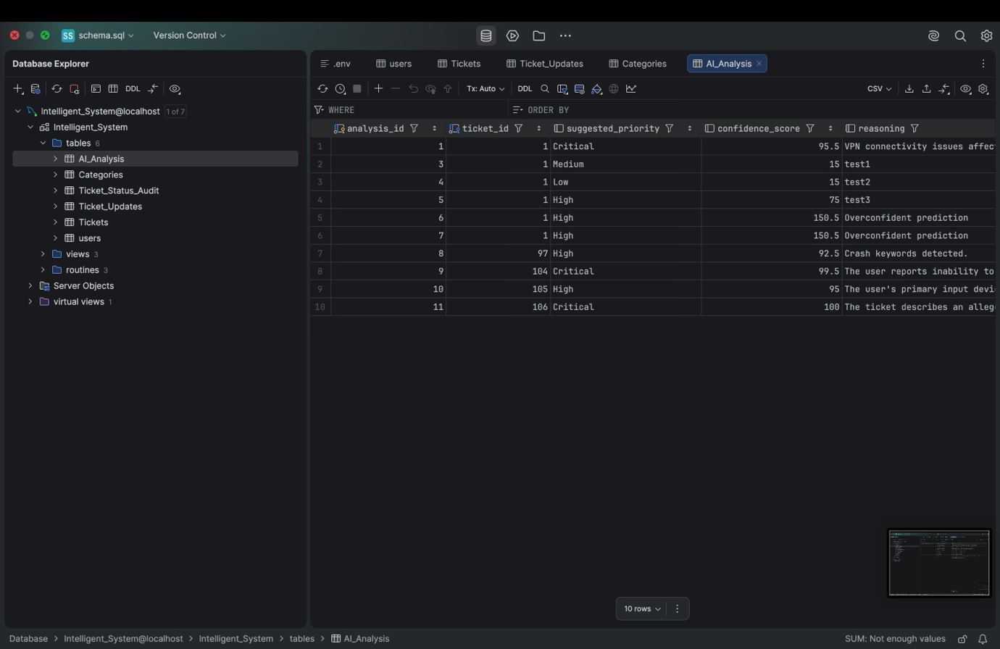 SS schema.sql Version Control
Database Explorer
.env users Tickets Ticket_Updates Categories AI_Analysis
DDL
Tx: Auto DDL CSV
WHERE ORDER BY
Intelligent_System@localhost 1 of 7
Intelligent_System
tables 6
AI_Analysis
Categories
Ticket_Status_Audit
Ticket_Updates
Tickets
users
views 3
routines 3
Server Objects
virtual views 1
analysis_id ticket_id suggested_priority confidence_score reasoning
1 1 1 Critical 95.5 VPN connectivity issues affec
2 3 1 Medium 15 test1
3 4 1 Low 15 test2
4 5 1 High 75 test3
5 6 1 High 150.5 Overconfident prediction
6 7 1 High 150.5 Overconfident prediction
7 8 97 High 92.5 Crash keywords detected.
8 9 104 Critical 99.5 The user reports inability to
9 10 105 High 95 The user's primary input devi
10 11 106 Critical 100 The ticket describes an alleg
10 rows
Database Intelligent_System@localhost Intelligent_System tables AI_Analysis SUM: Not enough values